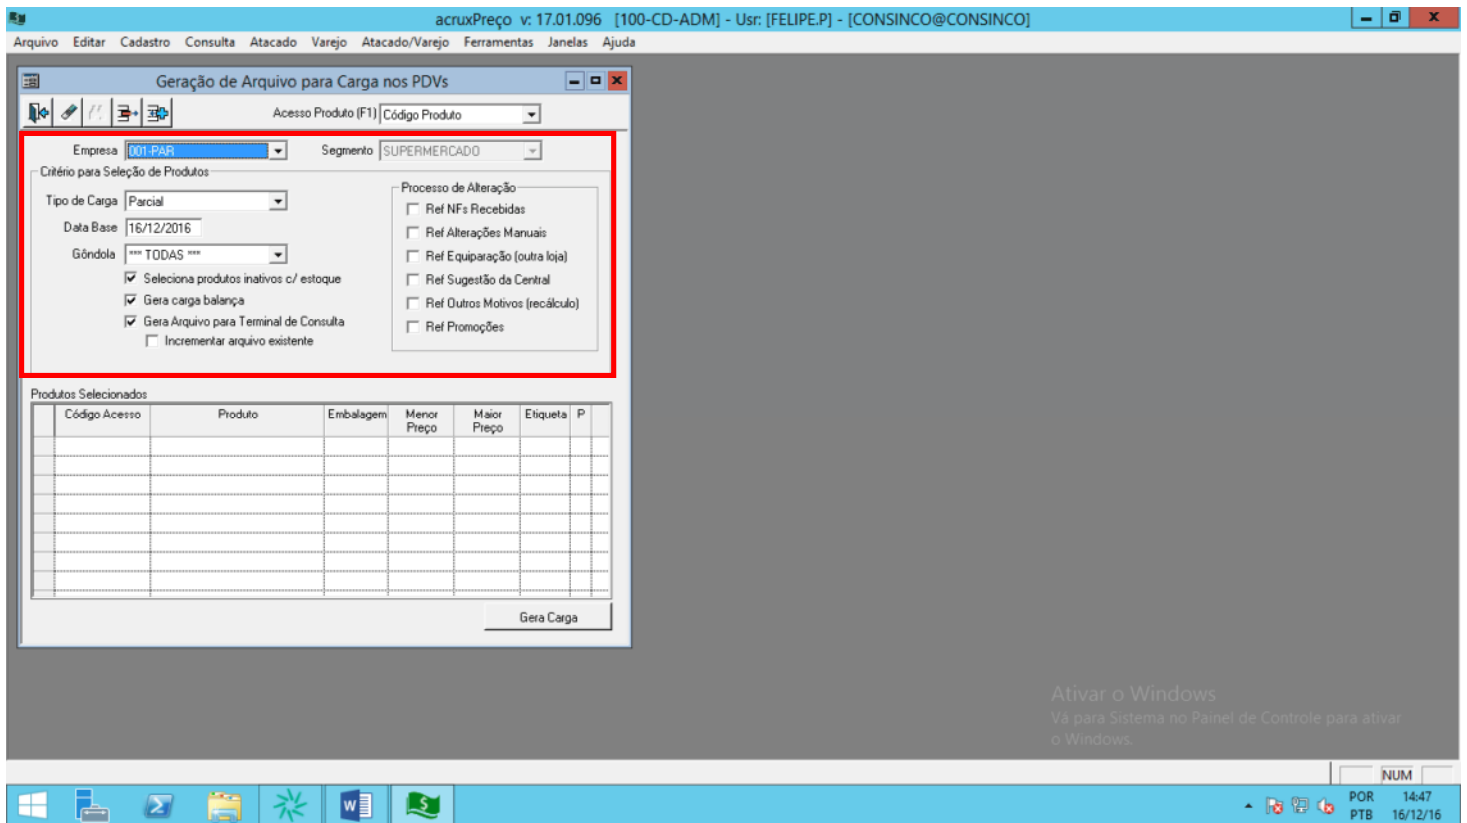 acruxPreço v: 17.01.096 [100-CD-ADM] - Usr: [FELIPE.P] - [CONSINCO@CONSINCO]
Arquivo Editar Cadastro Consulta Atacado Varejo Atacado/Varejo Ferramentas Janelas Ajuda
Geração de Arquivo para Carga nos PDVs
Acesso Produto (F1) Código Produto
Empresa 001-PAR Segmento SUPERMERCADO
Critério para Seleção de Produtos
Tipo de Carga Parcial
Data Base 16/12/2016
Gôndola *** TODAS ***
Seleciona produtos inativos c/ estoque
Gera carga balança
Gera Arquivo para Terminal de Consulta
Incrementar arquivo existente
Processo de Alteração
Ref NFs Recebidas
Ref Alterações Manuais
Ref Equiparação (outra loja)
Ref Sugestão da Central
Ref Outros Motivos (recálculo)
Ref Promoções
Produtos Selecionados
Código Acesso Produto Embalagem Menor Preço Maior Preço Etiqueta P
Gera Carga
Ativar o Windows
Vá para Sistema no Painel de Controle para ativar
o Windows.
NUM
POR 14:47
PTB 16/12/16